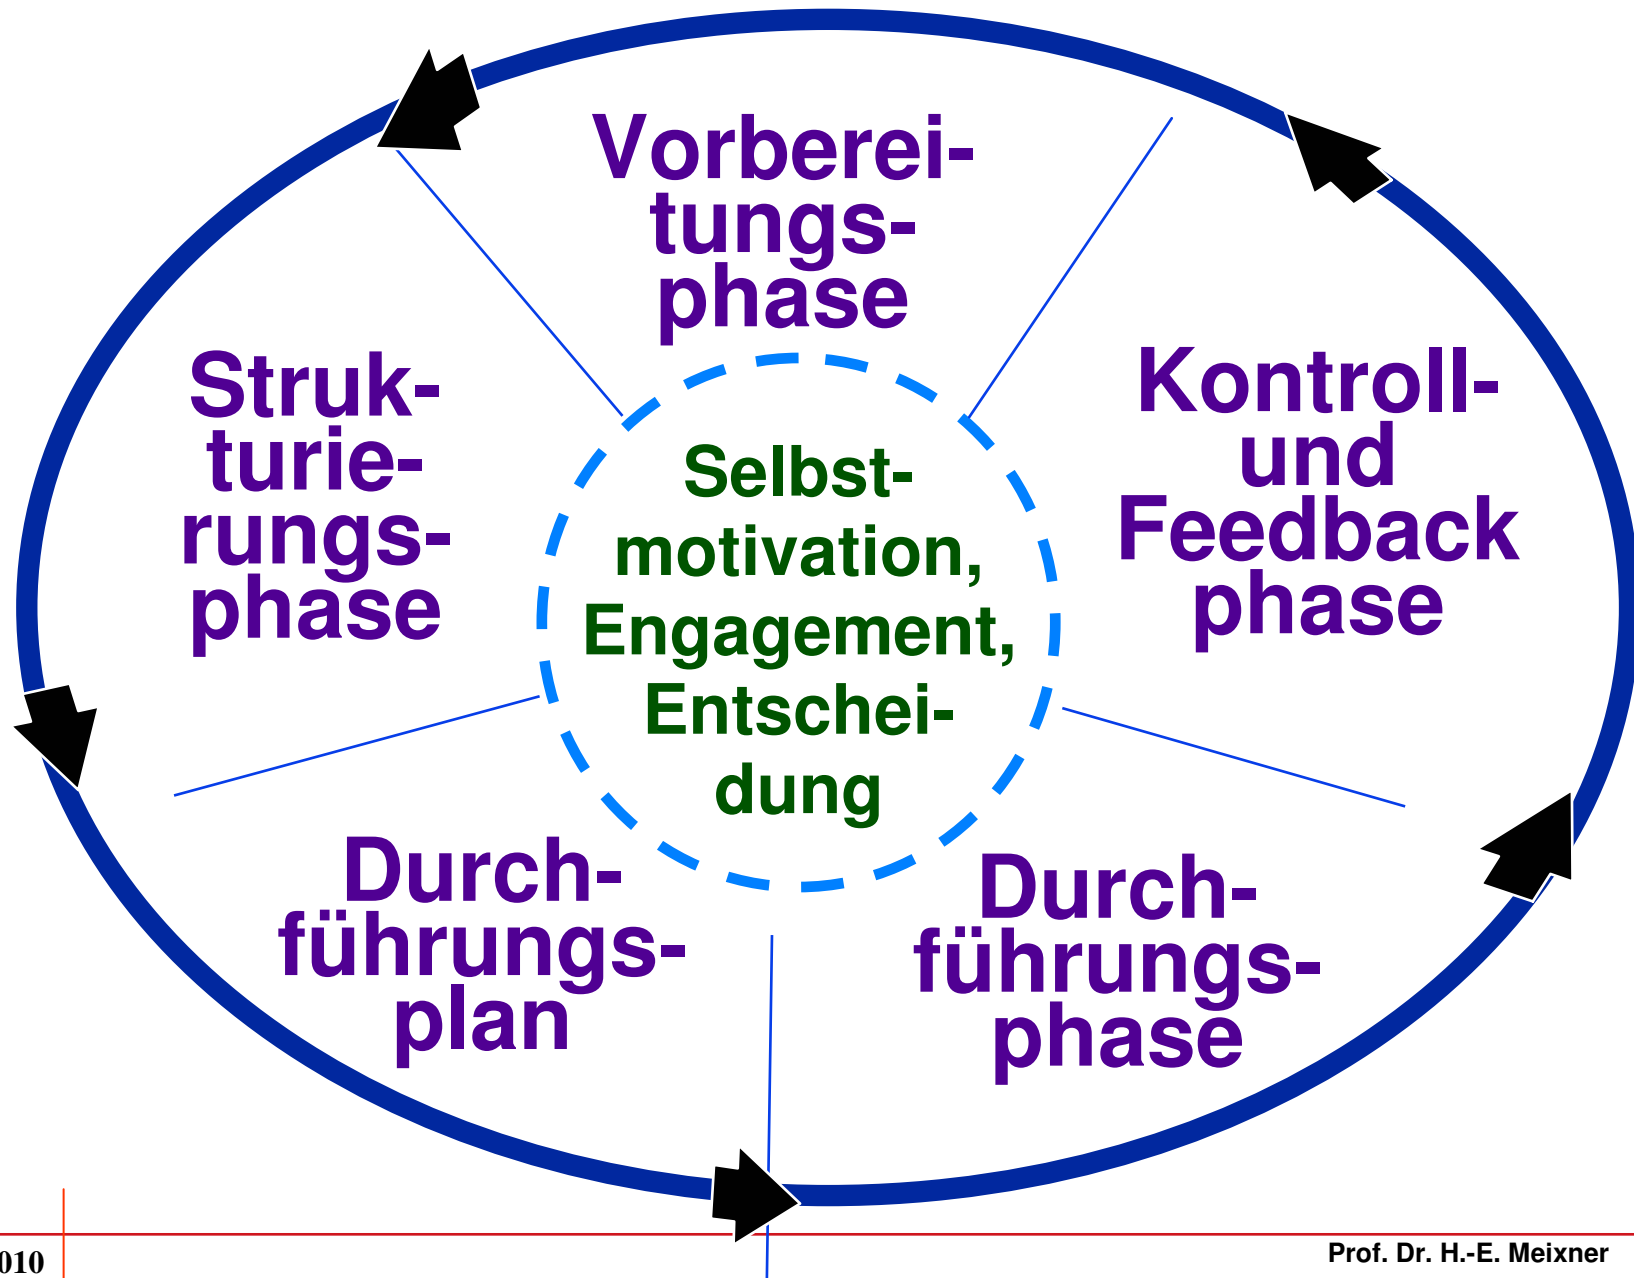 Vorberei-
tungs-
phase
Struk-
turie-
rungs-
phase
Kontroll-
und
Feedback
phase
Selbst-
motivation,
Engagement,
Entschei-
dung
Durch-
führungs-
plan
Durch-
führungs-
phase
010
Prof. Dr. H.-E. Meixner